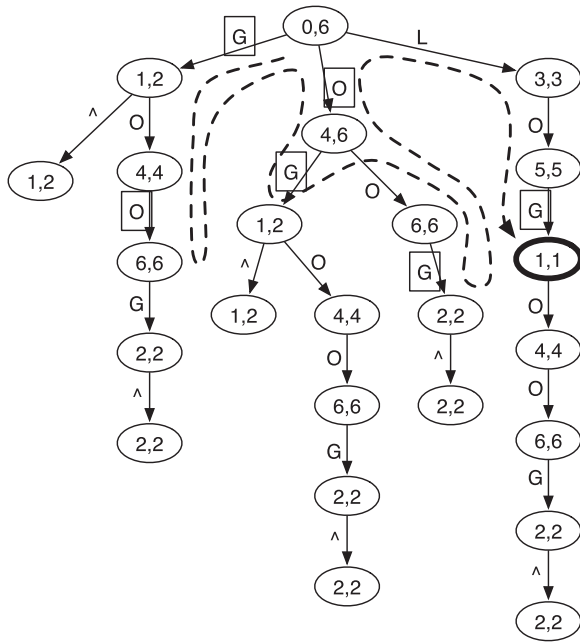 0,6
G L
1,2 O 3,3
^ O 4,6 O
1,2 4,4 G O 5,5
O 1,2 6,6 G
6,6 ^ O G 1,1
G 1,2 4,4 2,2 O
2,2 O ^ 4,4
^ 6,6 2,2 O
2,2 G 6,6
2,2 G
^ 2,2
2,2 ^
2,2